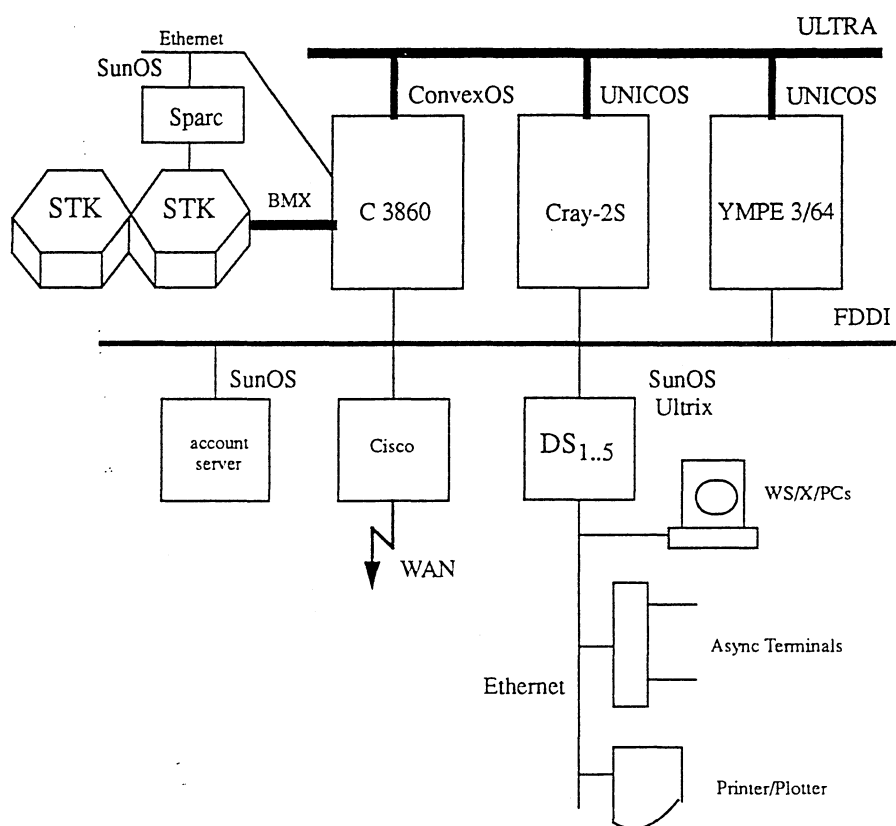 ULTRA
Ethernet
SunOS
ConvexOS
UNICOS
UNICOS
Sparc
STK
STK
BMX
C 3860
Cray-2S
YMPE 3/64
FDDI
SunOS
SunOS
Ultrix
account
server
Cisco
DS1..5
WS/X/PCs
WAN
Async Terminals
Ethernet
Printer/Plotter